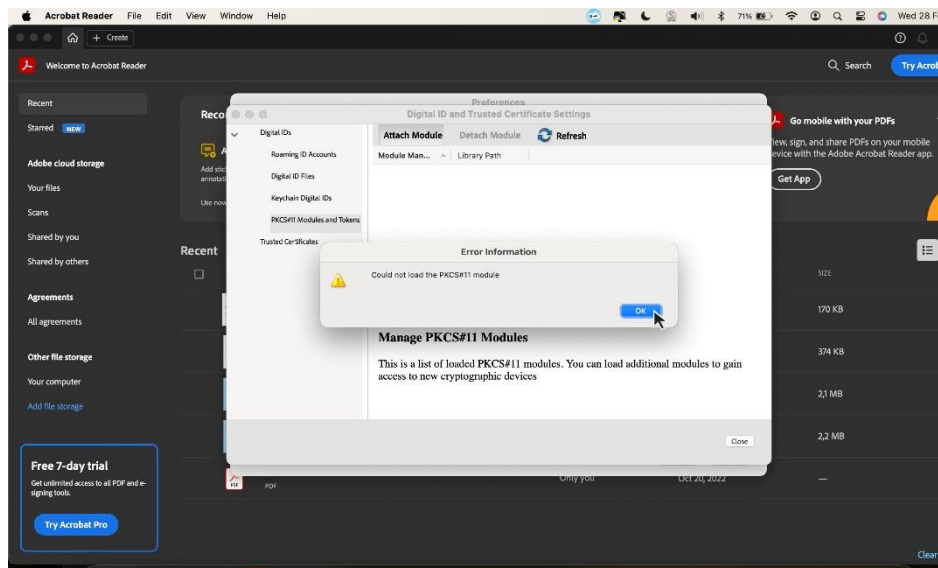 Acrobat Reader File Edit View Window Help
71%
Wed 28 F
+ Create
Welcome to Acrobat Reader
Search
Try Acrol
Recent
Starred NEW
Adobe cloud storage
Your files
Scans
Shared by you
Shared by others
Agreements
All agreements
Other file storage
Your computer
Add file storage
Free 7-day trial
Get unlimited access to all PDF and e-
signing tools.
Try Acrobat Pro
Reco
A
Add stic
annotati
Use now
Recent
Preferences
Digital ID and Trusted Certificate Settings
Digital IDs
Roaming ID Accounts
Digital ID Files
Keychain Digital IDs
PKCS#11 Modules and Tokens
Trusted Certificates
Attach Module Detach Module Refresh
Module Man... Library Path
Error Information
Could not load the PKCS#11 module
OK
Manage PKCS#11 Modules
This is a list of loaded PKCS#11 modules. You can load additional modules to gain
access to new cryptographic devices
Close
Go mobile with your PDFs
iew, sign, and share PDFs on your mobile
evice with the Adobe Acrobat Reader app.
Get App
SIZE
170 KB
374 KB
2,1 MB
2,2 MB
PDF
PDF
Only you
Oct 20, 2022
—
Clear